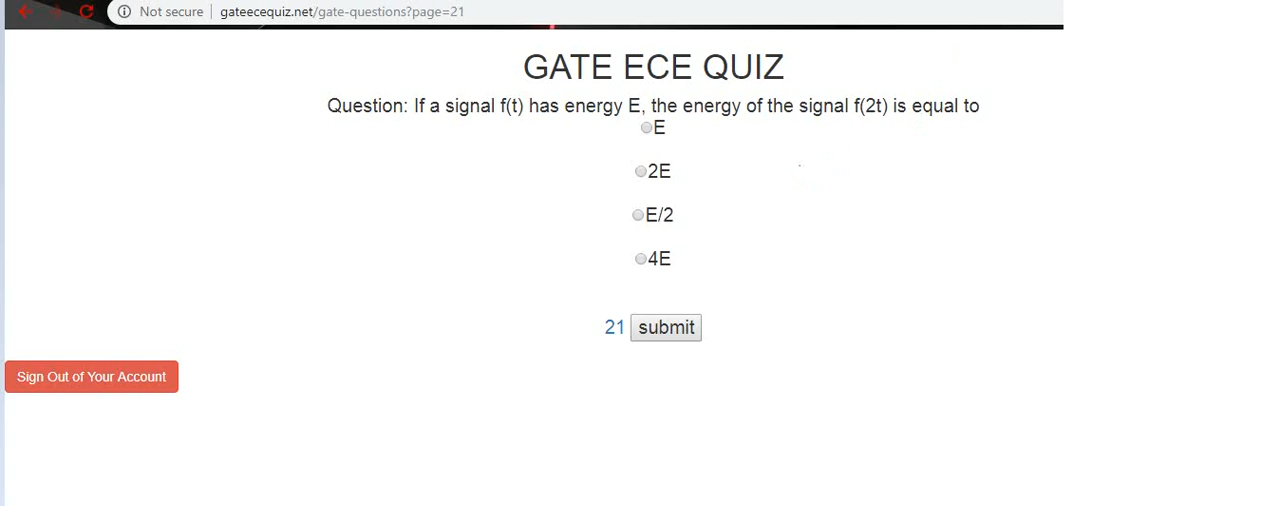 Not secure gateecequiz.net/gate-questions?page=21
GATE ECE QUIZ
Question: If a signal f(t) has energy E, the energy of the signal f(2t) is equal to
E
2E
E/2
4E
21 submit
Sign Out of Your Account